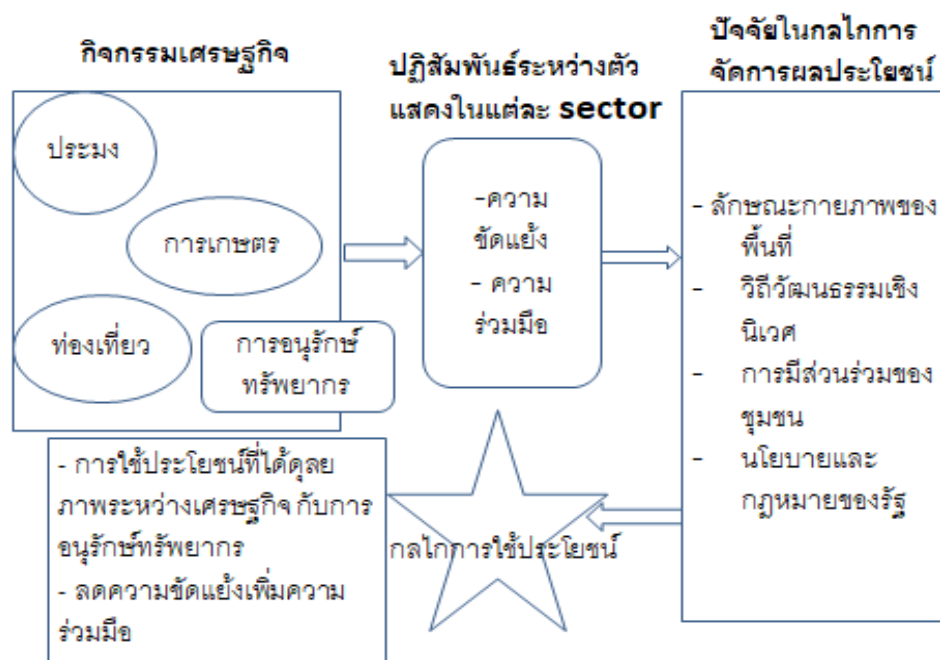 กิจกรรมเศรษฐกิจ
ประมง
การเกษตร
ท่องเที่ยว
การอนุรักษ์
ทรัพยากร
ปฏิสัมพันธ์ระหว่างตัว
แสดงในแต่ละ sector
-ความ
ขัดแย้ง
- ความ
ร่วมมือ
ปัจจัยในกลไกการ
จัดการผลประโยชน์
- ลักษณะกายภาพของ
พื้นที่
- วิถีวัฒนธรรมเชิง
นิเวศ
- การมีส่วนร่วมของ
ชุมชน
- นโยบายและ
กฎหมายของรัฐ
กลไกการใช้ประโยชน์
- การใช้ประโยชน์ที่ได้ดุลย
ภาพระหว่างเศรษฐกิจ กับการ
อนุรักษ์ทรัพยากร
- ลดความขัดแย้งเพิ่มความ
ร่วมมือ